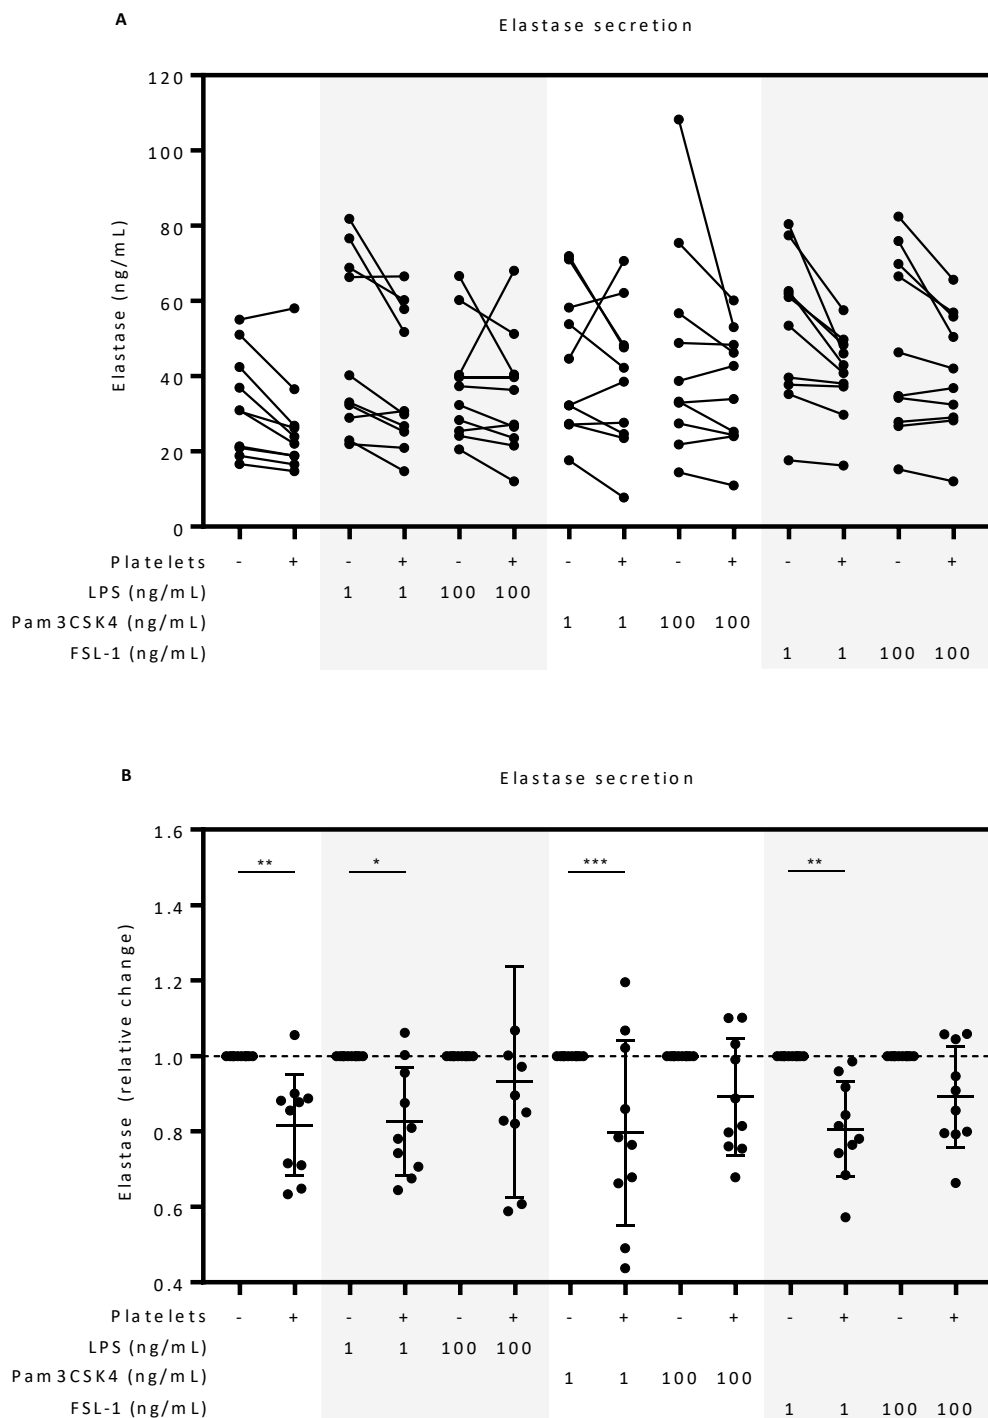 A
Elastase secretion
Elastase (ng/mL)
120
100
80
60
40
20
0
Platelets - + - + - + - + - + - + - +
LPS (ng/mL) 1 1 100 100
Pam3CSK4 (ng/mL) 1 1 100 100
FSL-1 (ng/mL) 1 1 100 100
B
Elastase secretion
Elastase (relative change)
1.6
1.4
1.2
1.0
0.8
0.6
0.4
** * *** **
Platelets - + - + - + - + - + - + - +
LPS (ng/mL) 1 1 100 100
Pam3CSK4 (ng/mL) 1 1 100 100
FSL-1 (ng/mL) 1 1 100 100